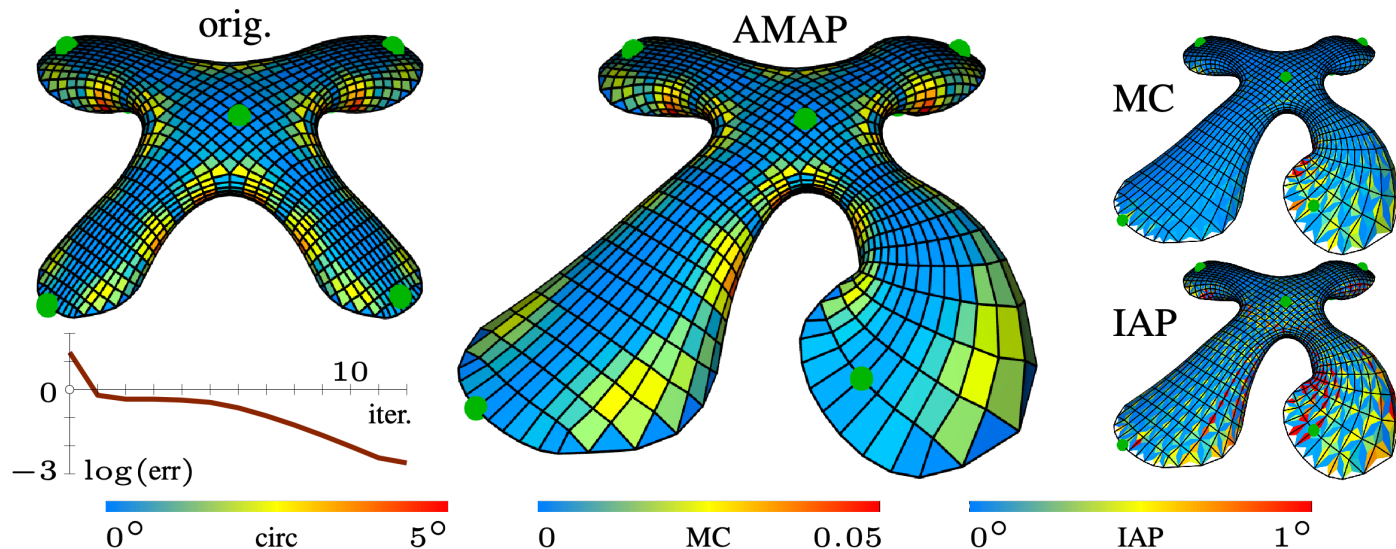 orig.
AMAP
MC
IAP
10
0
iter.
−3
log(err)
0° circ 5°
0 MC 0.05
0° IAP 1°